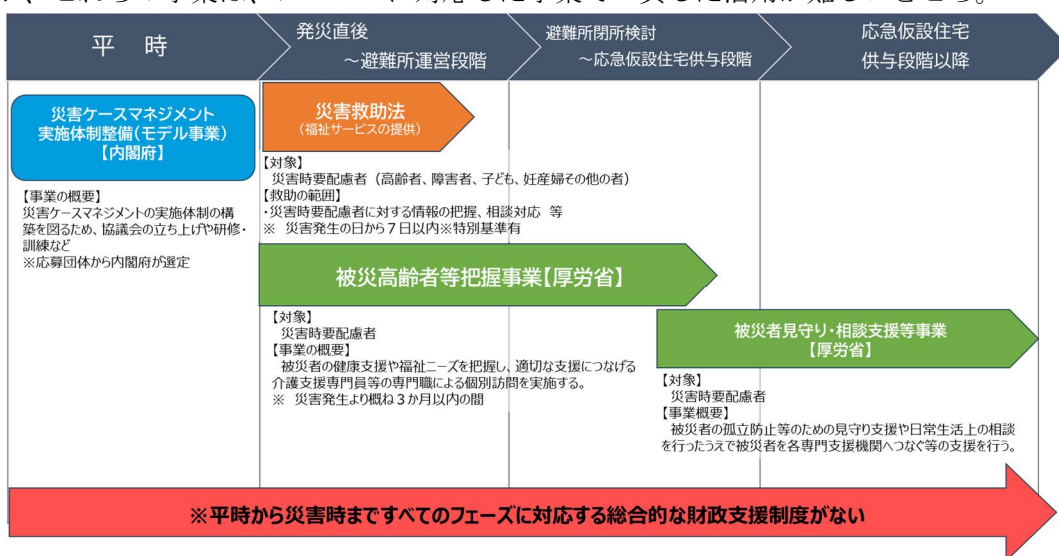 平　時
発災直後
～避難所運営段階
避難所閉所検討
～応急仮設住宅供与段階
応急仮設住宅
供与段階以降
災害ケースマネジメント
実施体制整備(モデル事業)
【内閣府】
【事業の概要】
災害ケースマネジメントの実施体制の構
築を図るため、協議会の立ち上げや研修・
訓練など
※応募団体から内閣府が選定
災害救助法
(福祉サービスの提供)
【対象】
災害時要配慮者（高齢者、障害者、子ども、妊産婦その他の者）
【救助の範囲】
・災害時要配慮者に対する情報の把握、相談対応　等
※　災害発生の日から７日以内※特別基準有
被災高齢者等把握事業【厚労省】
【対象】
災害時要配慮者
【事業の概要】
被災者の健康支援や福祉ニーズを把握し、適切な支援につなげる
介護支援専門員等の専門職による個別訪問を実施する。
※　災害発生より概ね３か月以内の間
被災者見守り・相談支援等事業
【厚労省】
【対象】
災害時要配慮者
【事業概要】
被災者の孤立防止等のための見守り支援や日常生活上の相談
を行ったうえで被災者を各専門支援機関へつなぐ等の支援を行う。
※平時から災害時まですべてのフェーズに対応する総合的な財政支援制度がない